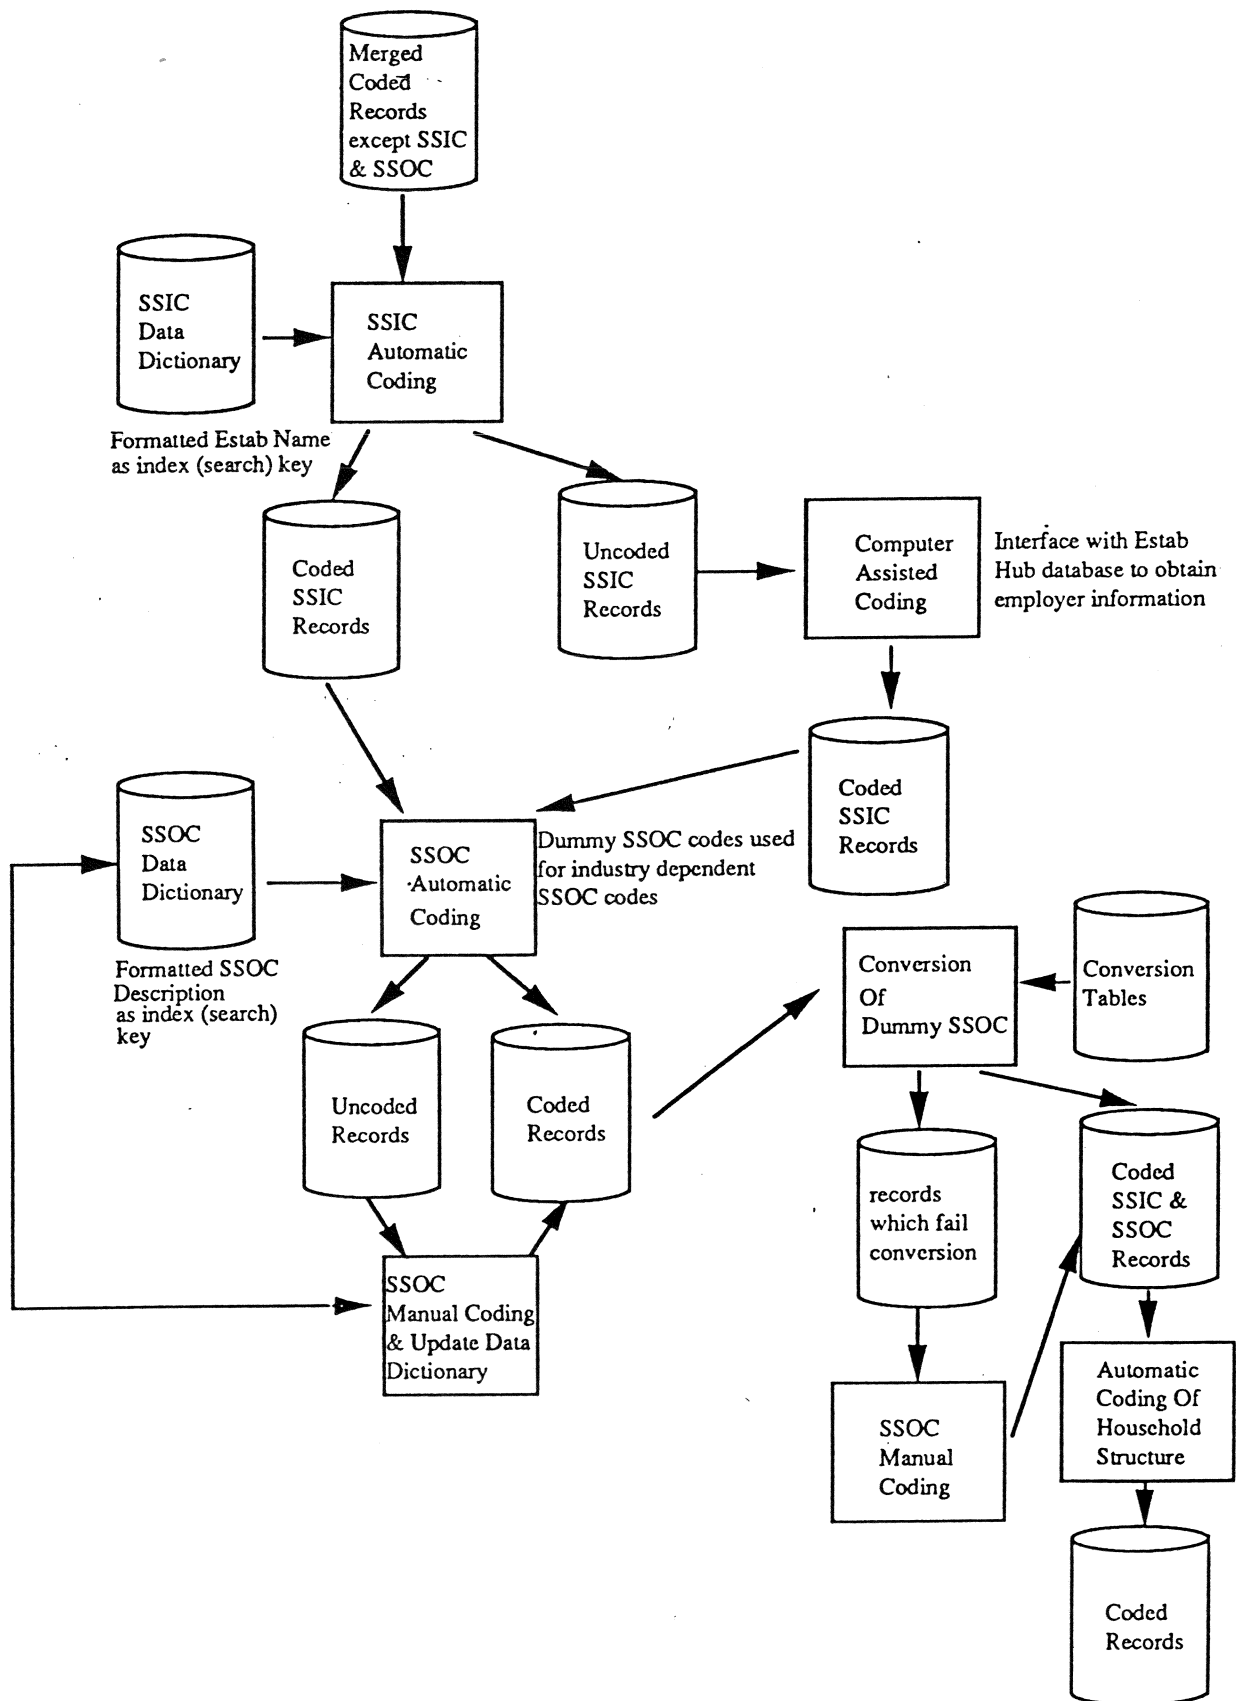 Merged
Coded
Records
except SSIC
& SSOC
SSIC
Data
Dictionary
SSIC
Automatic
Coding
Formatted Estab Name
as index (search) key
Coded
SSIC
Records
Uncoded
SSIC
Records
Computer
Assisted
Coding
Interface with Estab
Hub database to obtain
employer information
Coded
SSIC
Records
SSOC
Data
Dictionary
SSOC
Automatic
Coding
Dummy SSOC codes used
for industry dependent
SSOC codes
Formatted SSOC
Description
as index (search)
key
Conversion
Of
Dummy SSOC
Conversion
Tables
Uncoded
Records
Coded
Records
records
which fail
conversion
Coded
SSIC &
SSOC
Records
SSOC
Manual Coding
& Update Data
Dictionary
SSOC
Manual
Coding
Automatic
Coding Of
Household
Structure
Coded
Records